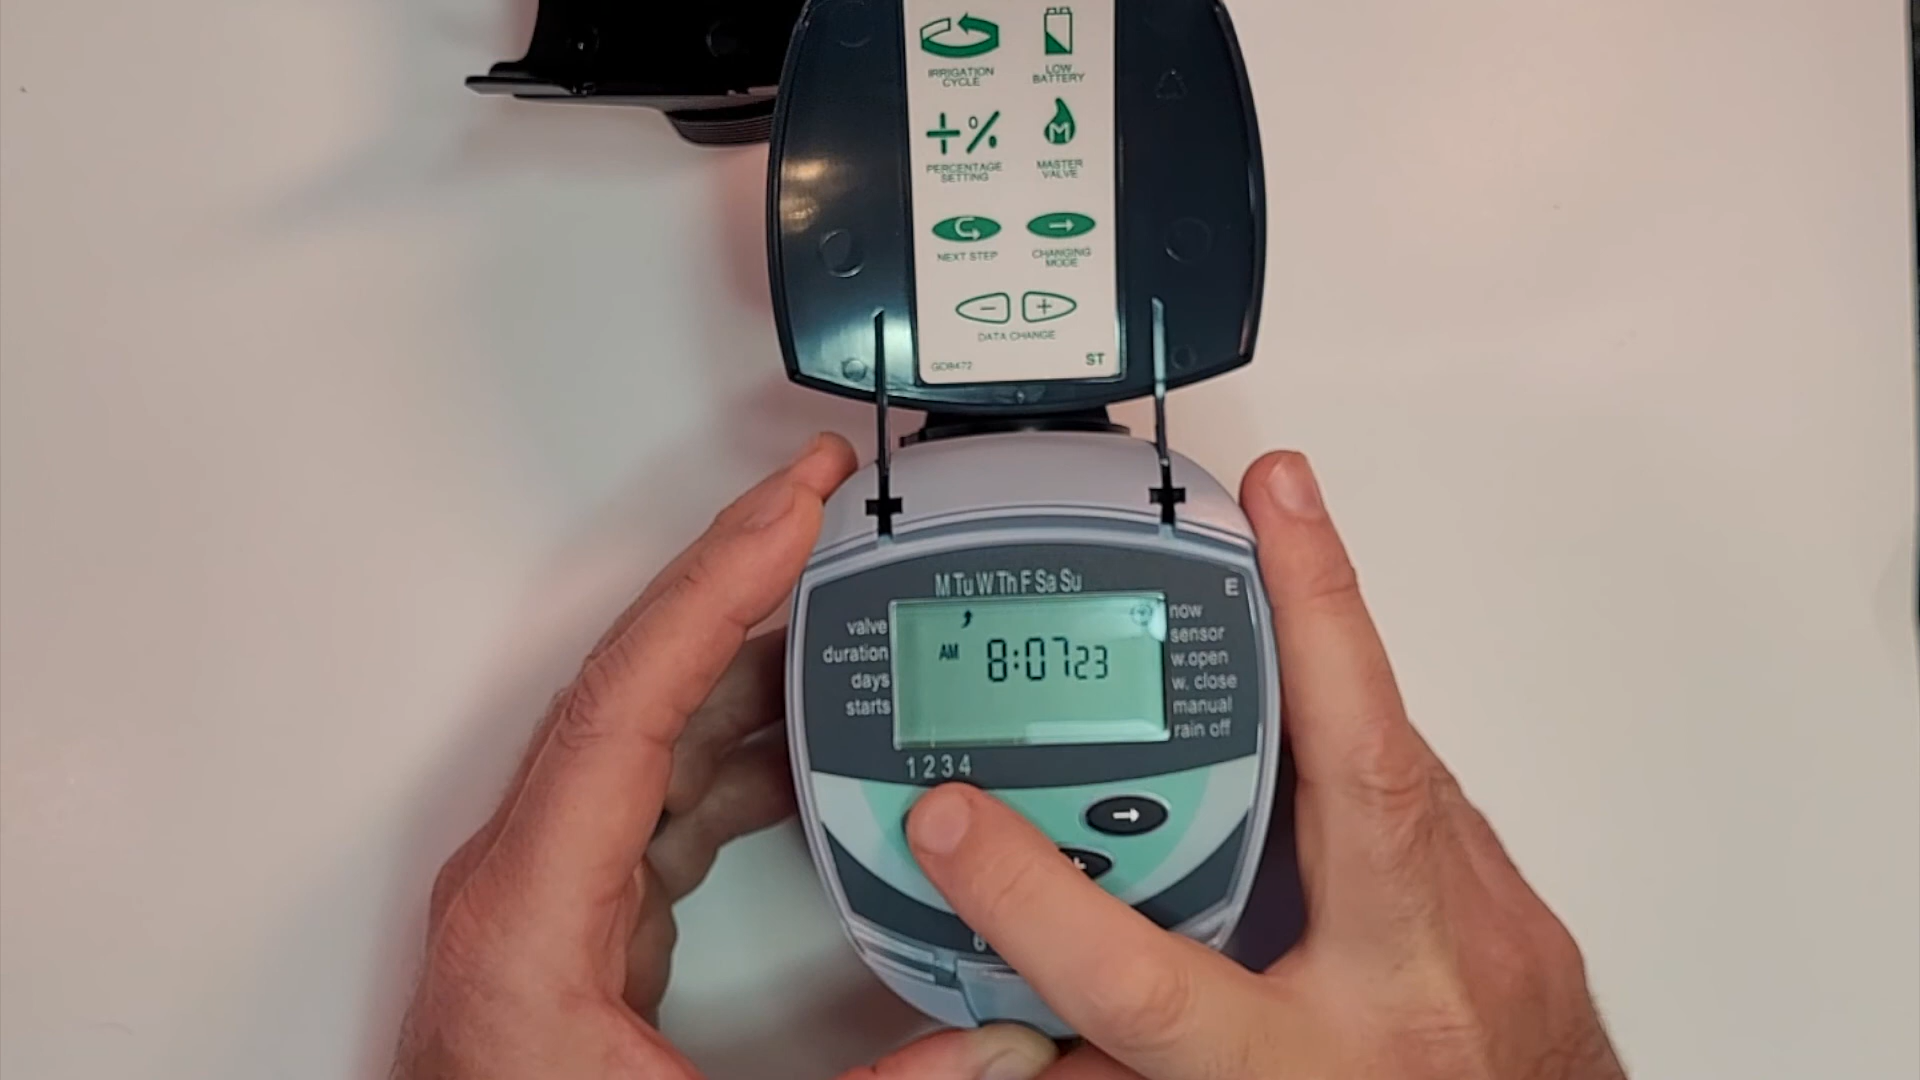 IRRIGATION CYCLE
LOW BATTERY
+% PERCENTAGE SETTING
M MASTER VALVE
NEXT STEP
CHANGING MODE
- +
DATA CHANGE
GD8472
ST
M Tu W Th F Sa Su
E
valve
duration
days
starts
AM 8:07 23
now
sensor
w.open
w. close
manual
rain off
1 2 3 4